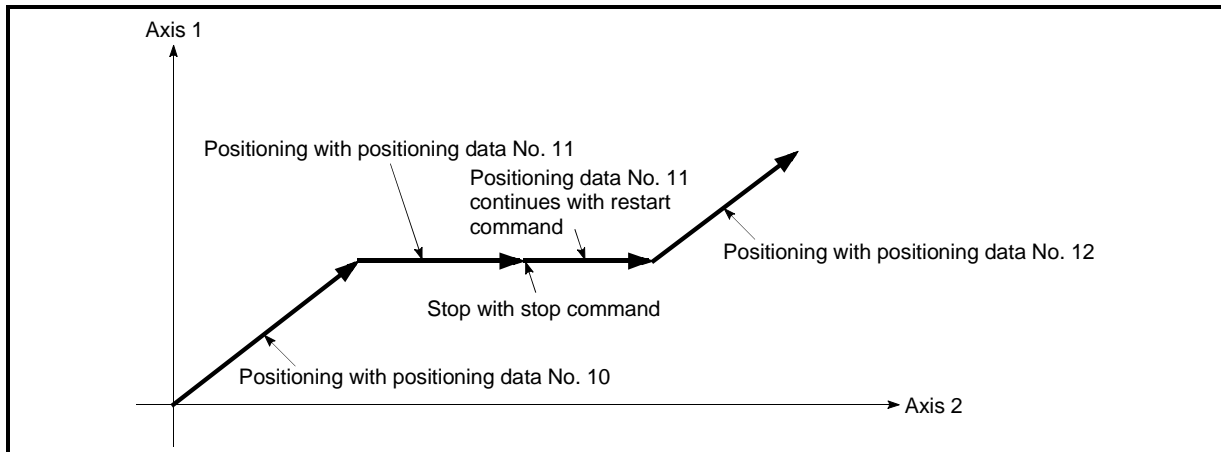 Axis 1
Positioning with positioning data No. 11
Positioning data No. 11
continues with restart
command
Positioning with positioning data No. 12
Stop with stop command
Positioning with positioning data No. 10
Axis 2